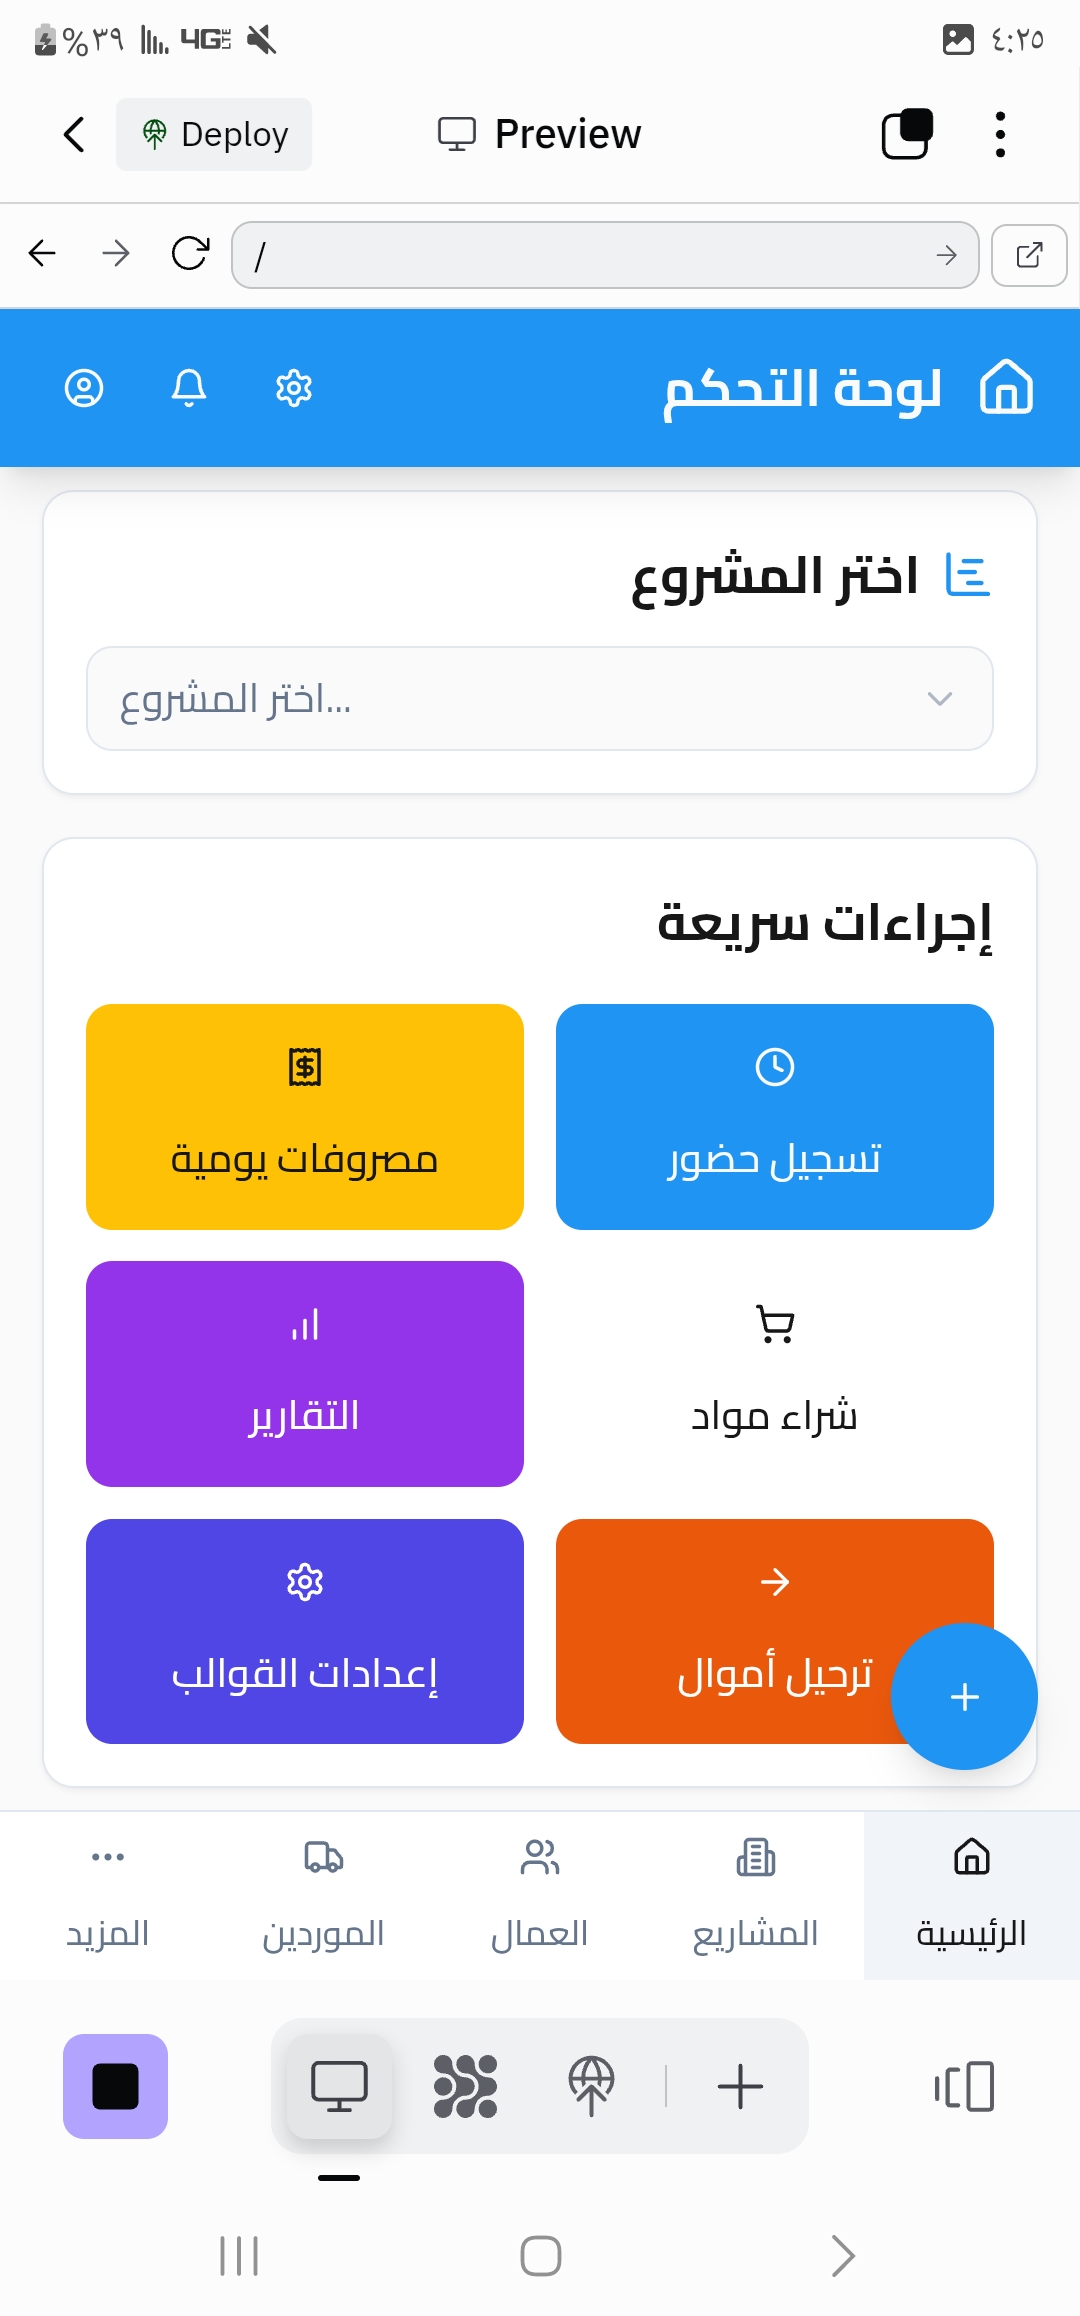 %٣٩ 4G LTE ٤:٢٥
Deploy Preview
/
لوحة التحكم
اختر المشروع
اختر المشروع...
إجراءات سريعة
تسجيل حضور
مصروفات يومية
شراء مواد
التقارير
ترحيل أموال
إعدادات القوالب
الرئيسية المشاريع العمال الموردين المزيد